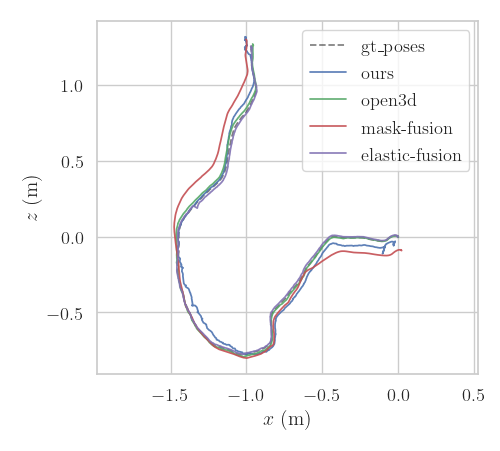 gt_poses
ours
open3d
mask-fusion
elastic-fusion
1.0
0.5
0.0
−0.5
z (m)
−1.5 −1.0 −0.5 0.0 0.5
x (m)